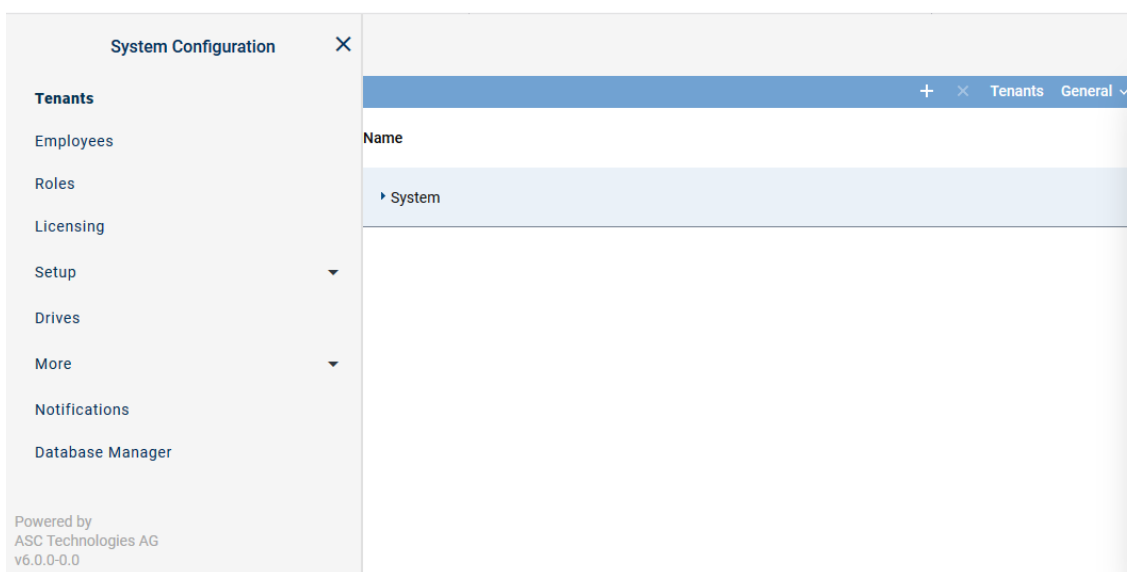 System Configuration
Tenants
Employees
Roles
Licensing
Setup
Drives
More
Notifications
Database Manager
Powered by
ASC Technologies AG
v6.0.0-0.0
Tenants General
Name
System